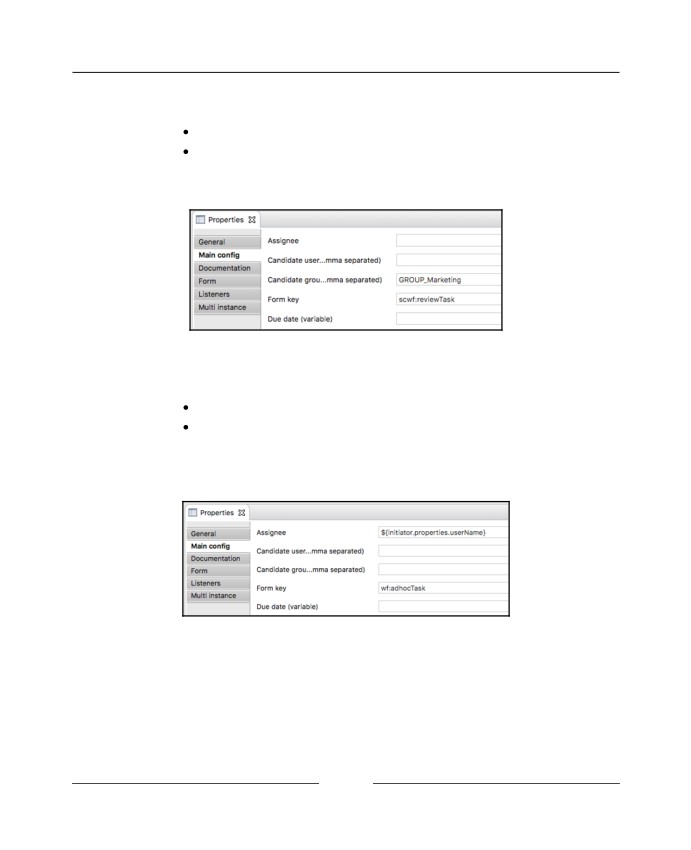 Properties
General
Main config
Documentation
Form
Listeners
Multi instance
Assignee
Candidate user...mma separated)
Candidate grou...mma separated) GROUP_Marketing
Form key scwf:reviewTask
Due date (variable)
Properties
General
Main config
Documentation
Form
Listeners
Multi instance
Assignee ${initiator.properties.userName}
Candidate user...mma separated)
Candidate grou...mma separated)
Form key wf:adhocTask
Due date (variable)